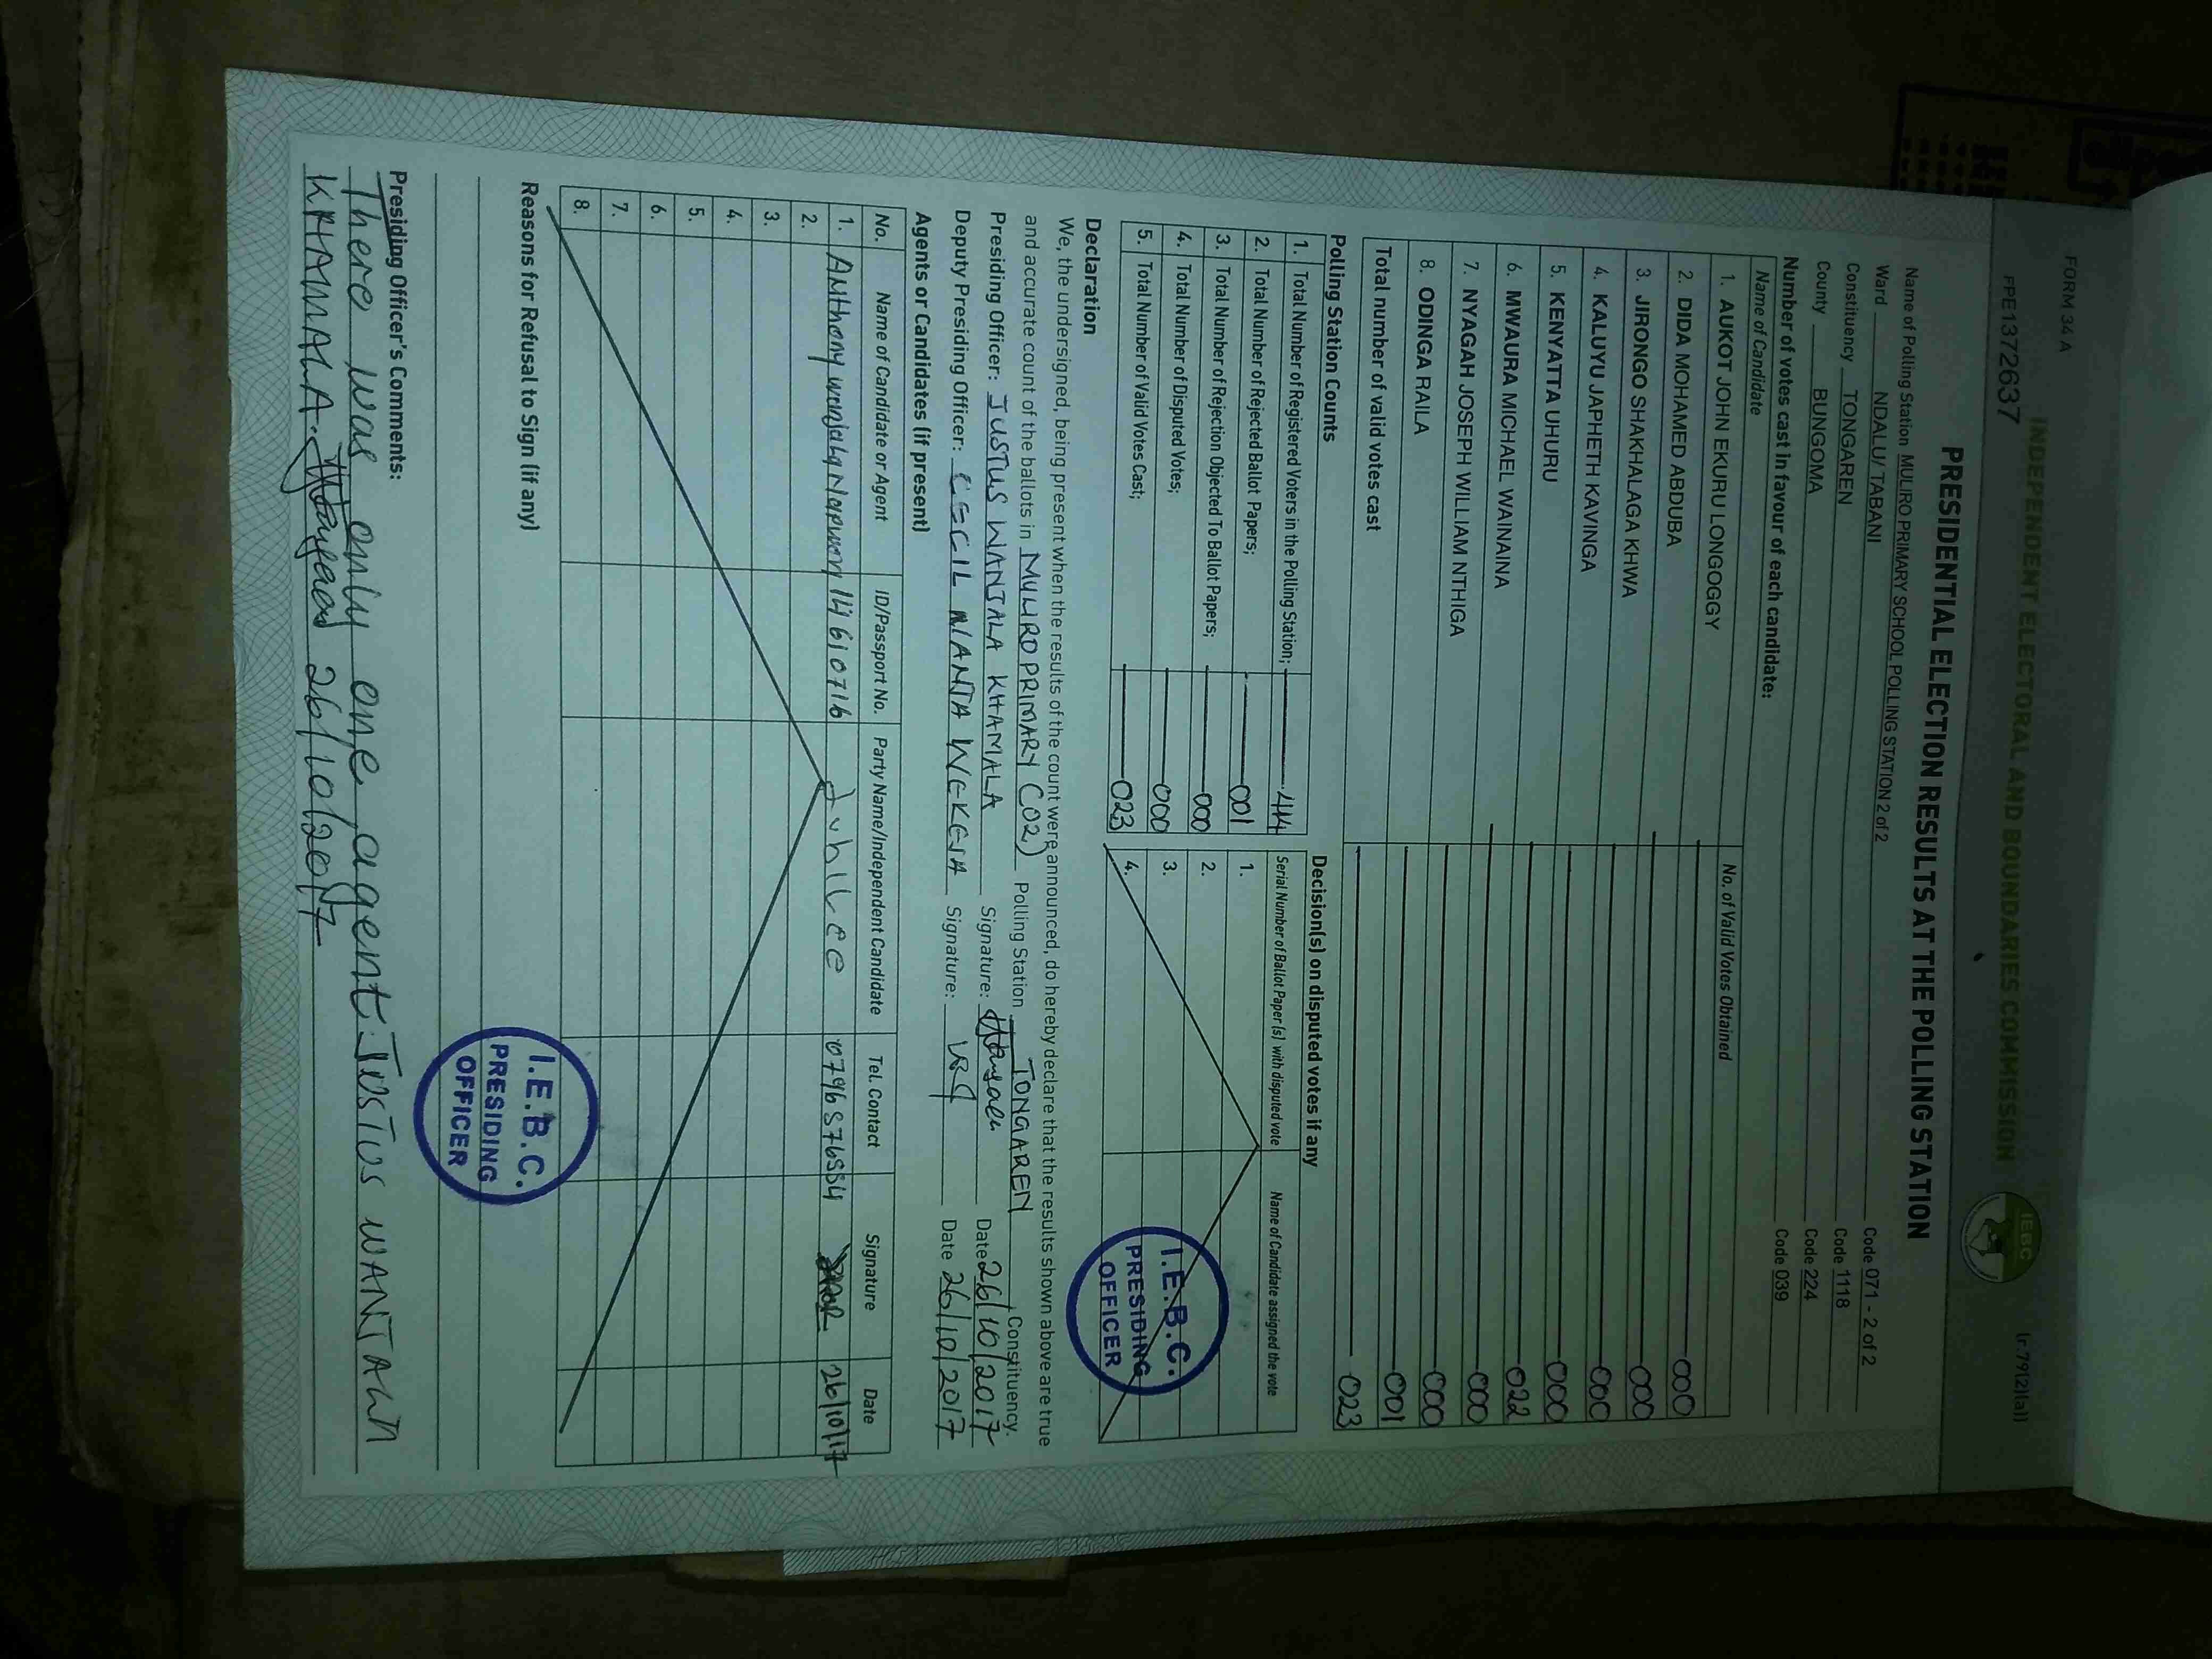 FORM 34 A
(r.79(2)(a))
INDEPENDENT ELECTORAL AND BOUNDARIES COMMISSION
IEBC
PPE1372637
PRESIDENTIAL ELECTION RESULTS AT THE POLLING STATION
Name of Polling Station MULIRO PRIMARY SCHOOL POLLING STATION 2 of 2 Code 071 - 2 of 2
Ward NDALU/ TABANI Code 1118
Constituency TONGAREN Code 224
County BUNGOMA Code 039
Number of votes cast in favour of each candidate:
Name of Candidate No. of Valid Votes Obtained
1. AUKOT JOHN EKURU LONGOGGY 000
2. DIDA MOHAMED ABDUBA 000
3. JIRONGO SHAKHALAGA KHWA 000
4. KALUYU JAPHETH KAVINGA 000
5. KENYATTA UHURU 022
6. MWAURA MICHAEL WAINAINA 000
7. NYAGAH JOSEPH WILLIAM NTHIGA 000
8. ODINGA RAILA 001
Total number of valid votes cast 023
Polling Station Counts
1. Total Number of Registered Voters in the Polling Station; 414
2. Total Number of Rejected Ballot Papers; 001
3. Total Number of Rejection Objected To Ballot Papers; 000
4. Total Number of Disputed Votes; 000
5. Total Number of Valid Votes Cast; 023
Decision(s) on disputed votes if any
Serial Number of Ballot Paper (s) with disputed vote Name of Candidate assigned the vote
1.
2.
3.
4.
I.E.B.C.
PRESIDING
OFFICER
Declaration
We, the undersigned, being present when the results of the count were announced, do hereby declare that the results shown above are true
and accurate count of the ballots in MULIRO PRIMARY (02) Polling Station TONGAREN Constituency.
Presiding Officer: JUSTUS WANJALA KHAMALA Signature: Date 26/10/2017
Deputy Presiding Officer: CECIL NANJA WEKESA Signature: Date 26/10/2017
Agents or Candidates (if present)
No. Name of Candidate or Agent ID/Passport No. Party Name/Independent Candidate Tel. Contact Signature Date
1. Anthony wanjala 14610716 Jubilee 0796576554 26/10/17
2.
3.
4.
5.
6.
7.
8.
Reasons for Refusal to Sign (if any)
I.E.B.C.
PRESIDING
OFFICER
Presiding Officer's Comments:
There was only one agent. JUSTUS WANJALA
KHAMALA. 26/10/2017